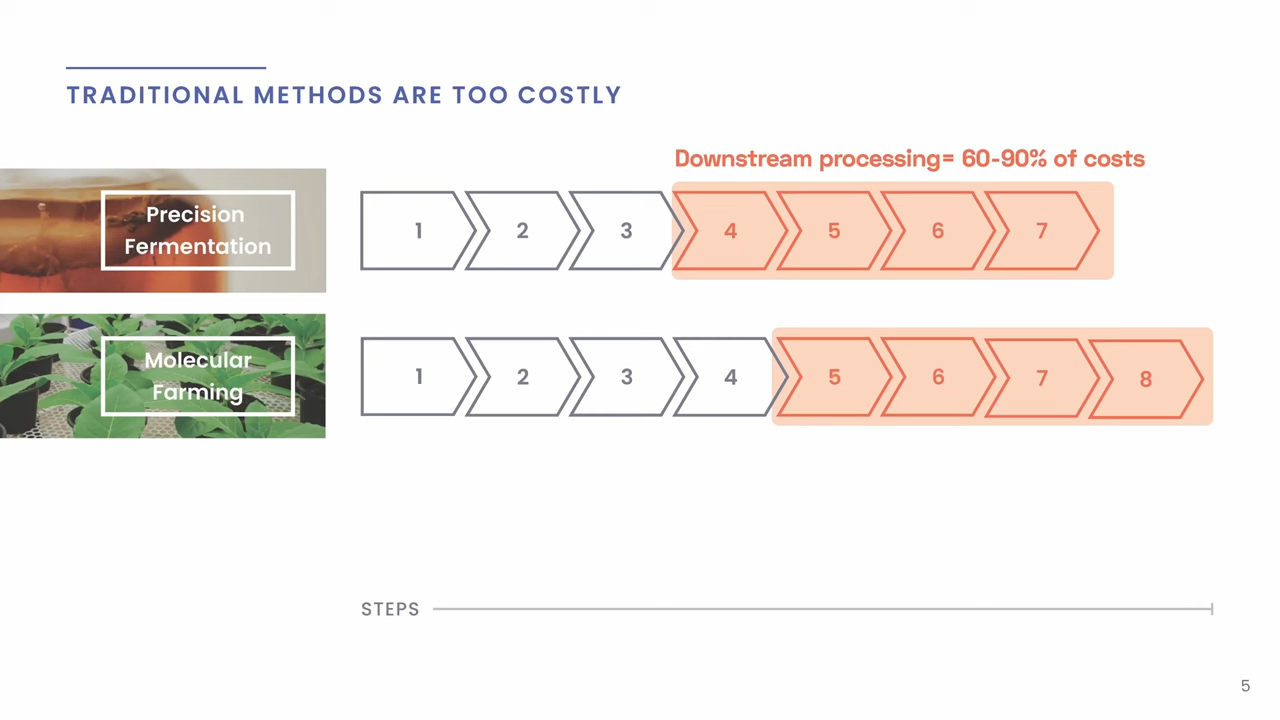 TRADITIONAL METHODS ARE TOO COSTLY
Downstream processing= 60-90% of costs
Precision
Fermentation
1 2 3 4 5 6 7
Molecular
Farming
1 2 3 4 5 6 7 8
STEPS
5